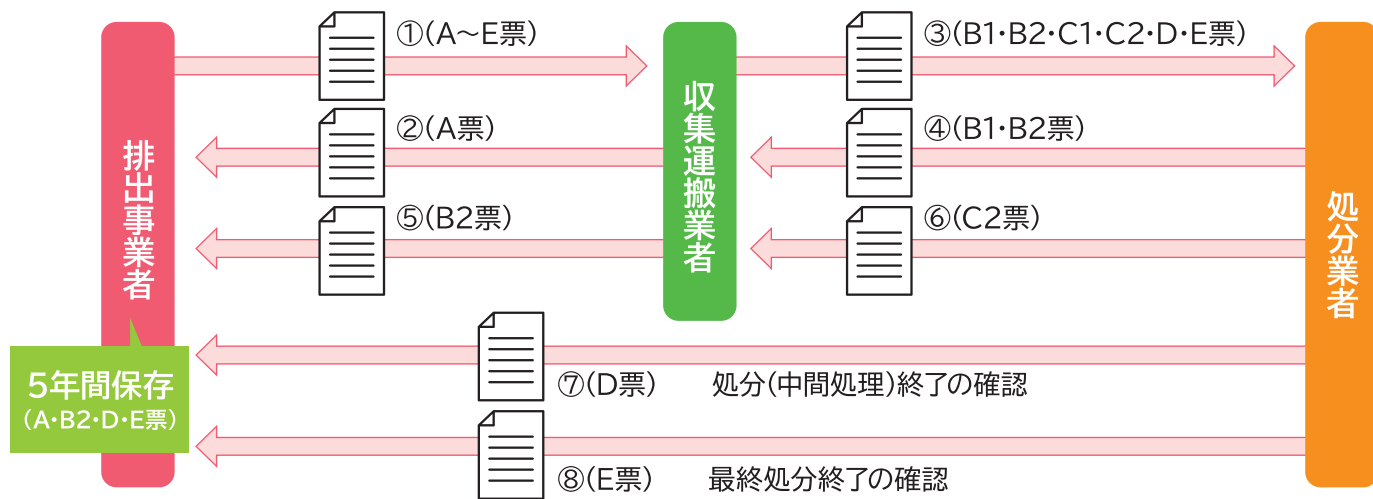 ①(A～E票)
③(B1・B2・C1・C2・D・E票)
②(A票)
④(B1・B2票)
⑤(B2票)
⑥(C2票)
排出事業者
収集運搬業者
処分業者
⑦(D票) 処分(中間処理)終了の確認
5年間保存
(A・B2・D・E票)
⑧(E票) 最終処分終了の確認